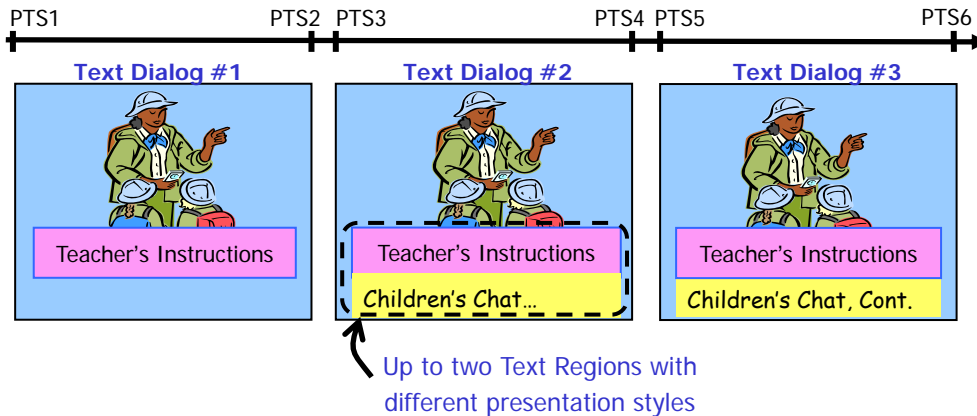 PTS1 PTS2 PTS3 PTS4 PTS5 PTS6
Text Dialog #1 Text Dialog #2 Text Dialog #3
Teacher’s Instructions Teacher’s Instructions Teacher’s Instructions
Children’s Chat… Children’s Chat, Cont.
Up to two Text Regions with
different presentation styles